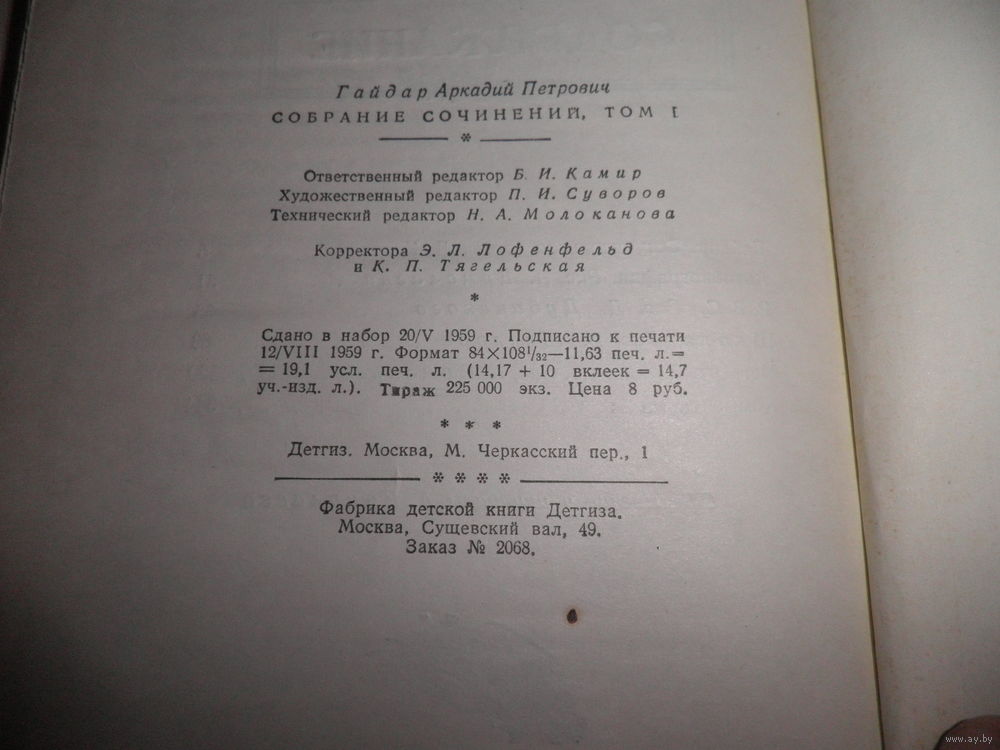 Гайдар Аркадий Петрович
СОБРАНИЕ СОЧИНЕНИЙ, ТОМ I
*
Ответственный редактор Б. И. Камир
Художественный редактор П. И. Суворов
Технический редактор Н. А. Молоканова
Корректора Э. Л. Лофенфельд
и К. П. Тягельская
*
Сдано в набор 20/V 1959 г. Подписано к печати
12/VIII 1959 г. Формат 84×108¹/₃₂—11,63 печ. л.=
= 19,1 усл. печ. л. (14,17 + 10 вклеек = 14,7
уч.-изд. л.). Тираж 225 000 экз. Цена 8 руб.
* * *
Детгиз. Москва, М. Черкасский пер., 1
* * * *
Фабрика детской книги Детгиза.
Москва, Сущевский вал, 49.
Заказ № 2068.
www.ay.by